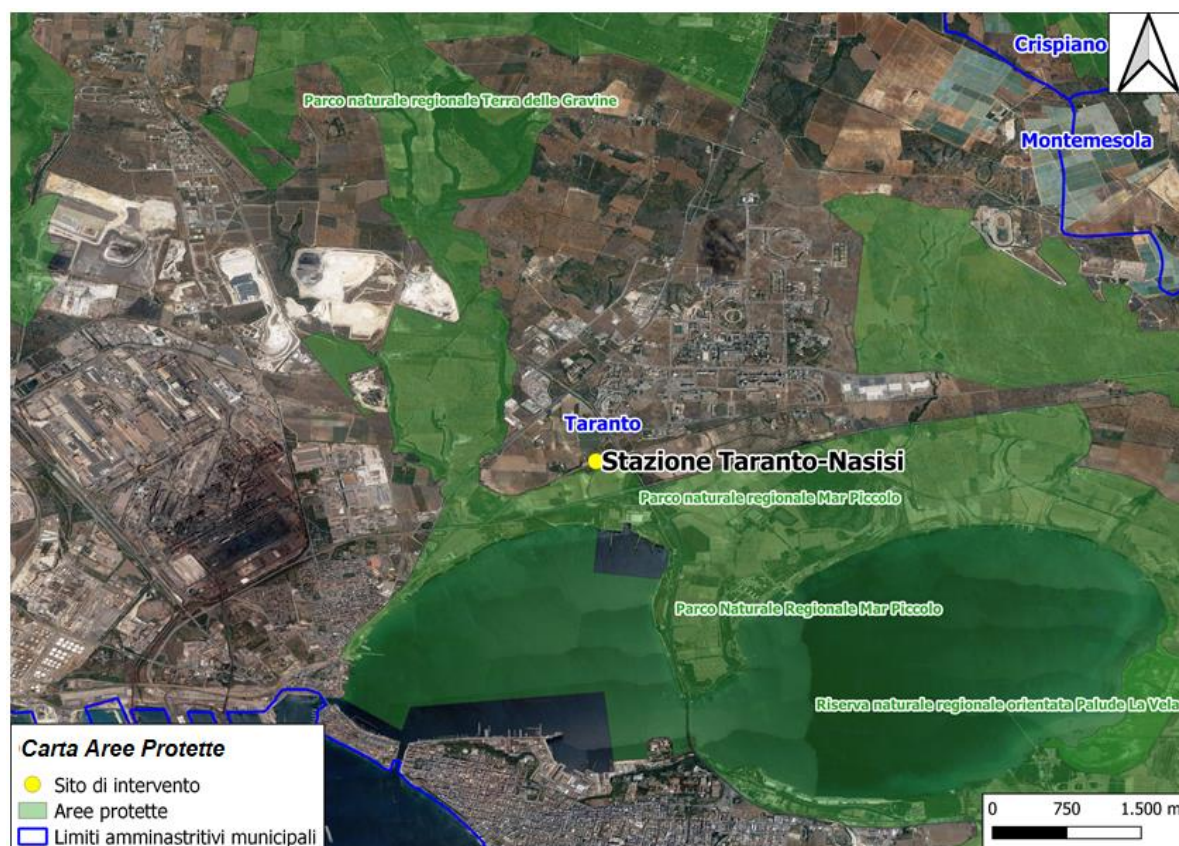 Crispiano
Parco naturale regionale Terra delle Gravine
Montemesola
Taranto
Stazione Taranto-Nasisi
Parco naturale regionale Mar Piccolo
Parco Naturale Regionale Mar Piccolo
Riserva naturale regionale orientata Palude La Vela
Carta Aree Protette
Sito di intervento
Aree protette
Limiti amminastritivi municipali
0 750 1.500 m